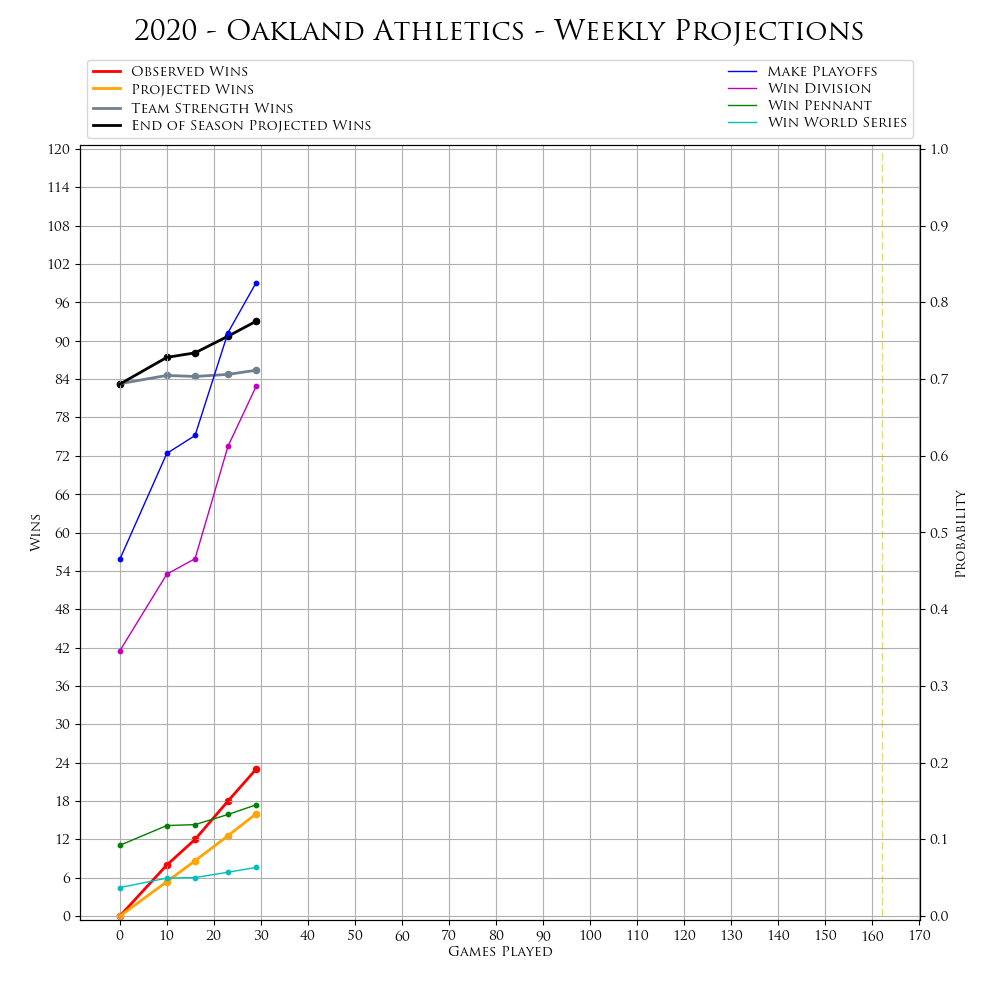 2020 - Oakland Athletics - Weekly Projections
Observed Wins
Projected Wins
Team Strength Wins
End of Season Projected Wins
Make Playoffs
Win Division
Win Pennant
Win World Series
120
114
108
102
96
90
84
78
72
66
60
54
48
42
36
30
24
18
12
6
0
Wins
1.0
0.9
0.8
0.7
0.6
0.5
0.4
0.3
0.2
0.1
0.0
Probability
0 10 20 30 40 50 60 70 80 90 100 110 120 130 140 150 160 170
Games Played